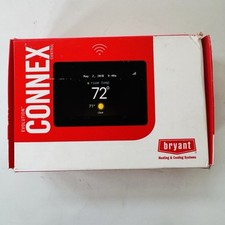 EVOLUTION
CONNEX
72°
71°
bryant
Heating & Cooling Systems